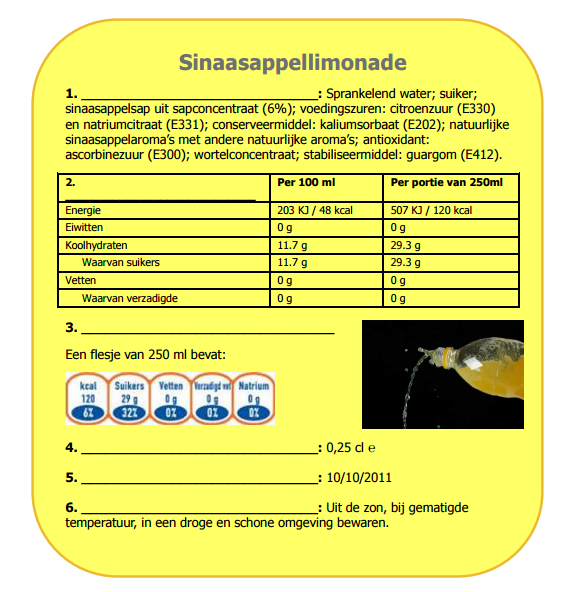 Sinaasappellimonade
1. ___________________________________: Sprankelend water; suiker;
sinaasappelsap uit sapconcentraat (6%); voedingszuren: citroenzuur (E330)
en natriumcitraat (E331); conserveermiddel: kaliumsorbaat (E202); natuurlijke
sinaasappelaroma's met andere natuurlijke aroma's; antioxidant:
ascorbinezuur (E300); wortelconcentraat; stabiliseermiddel: guargom (E412).
2. Per 100 ml Per portie van 250ml
____________________________
Energie 203 KJ / 48 kcal 507 KJ / 120 kcal
Eiwitten 0 g 0 g
Koolhydraten 11.7 g 29.3 g
Waarvan suikers 11.7 g 29.3 g
Vetten 0 g 0 g
Waarvan verzadigde 0 g 0 g
3. _____________________________________
Een flesje van 250 ml bevat:
kcal Suikers Vetten Verzadigd vet Natrium
120 29 g 0 g 0 g 0 g
6% 32% 0% 0% 0%
4. ___________________________________: 0,25 cl ℮
5. ___________________________________: 10/10/2011
6. ___________________________________: Uit de zon, bij gematigde
temperatuur, in een droge en schone omgeving bewaren.